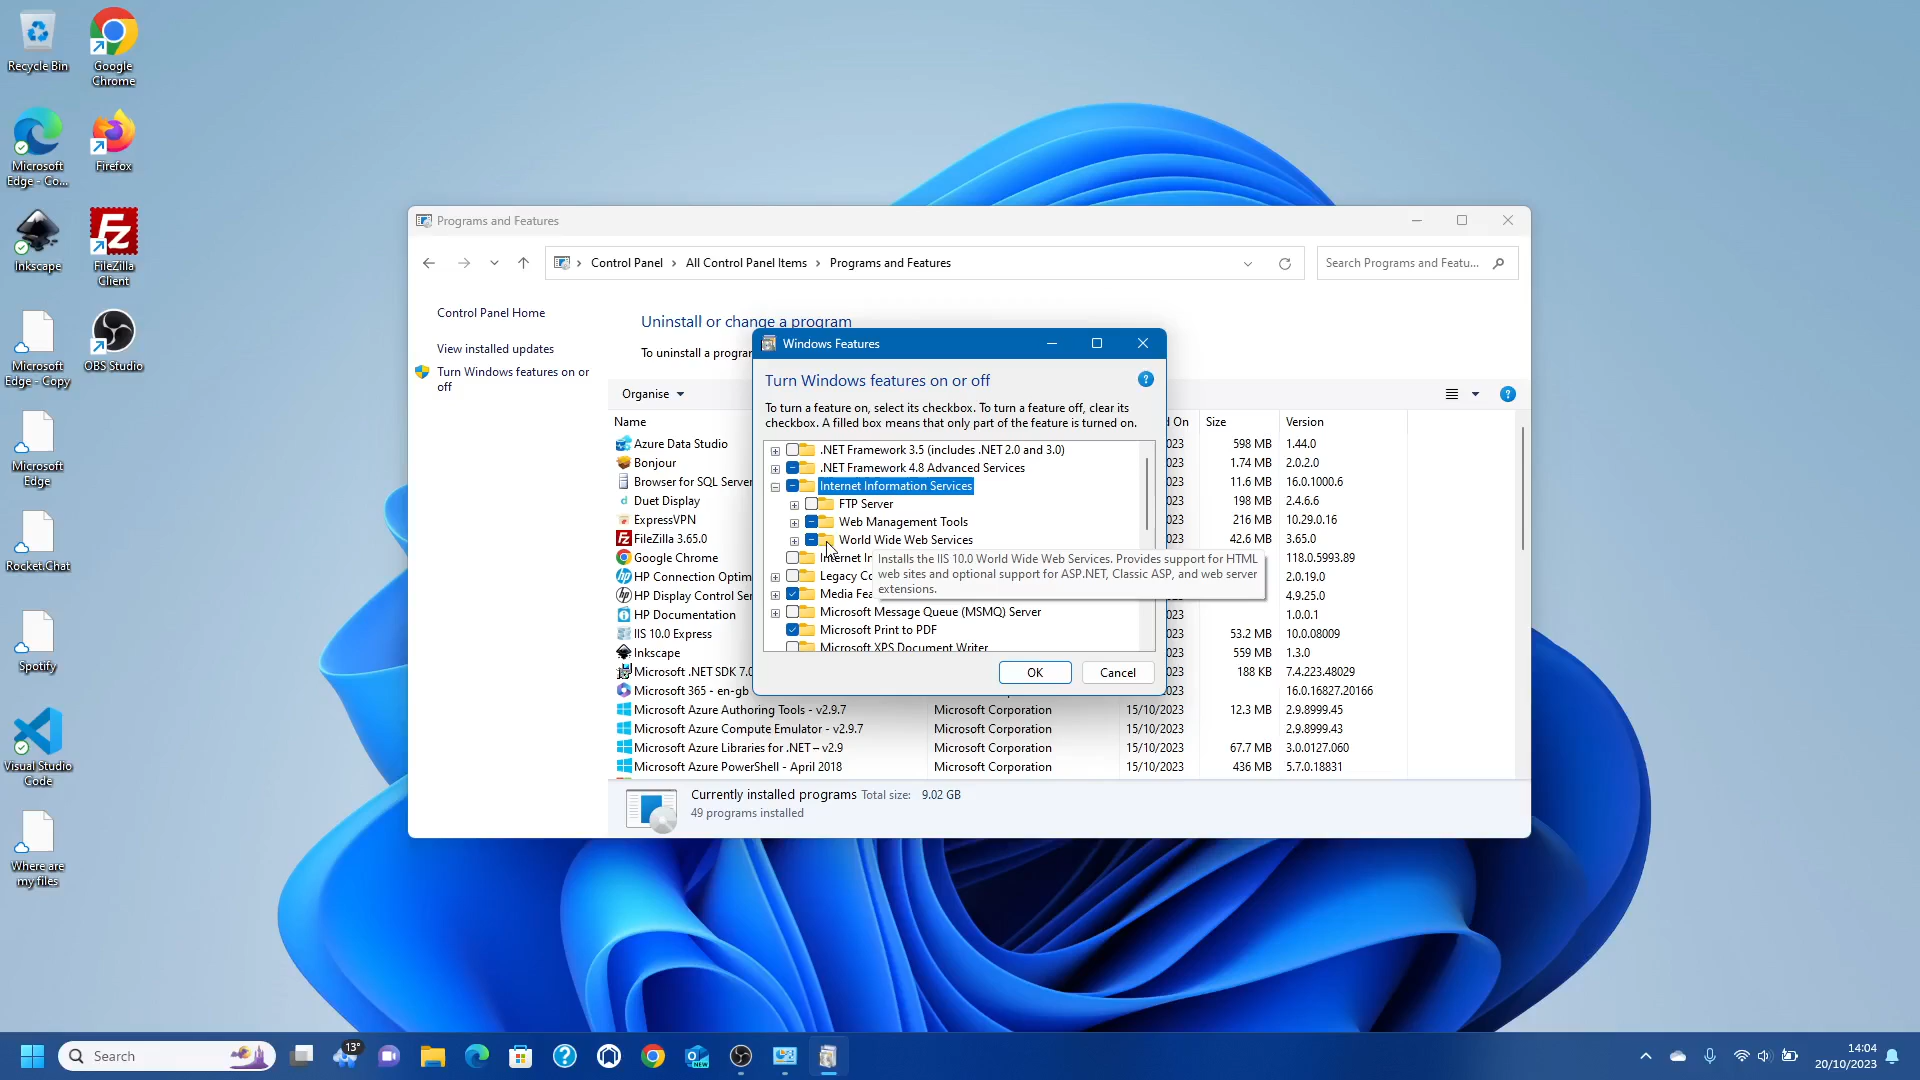 Recycle Bin
Google
Chrome
Microsoft
Edge - Co...
Firefox
Inkscape
FileZilla
Client
Microsoft
Edge - Copy
OBS Studio
Microsoft
Edge
Rocket.Chat
Spotify
Visual Studio
Code
Where are
my files
Programs and Features
Control Panel > All Control Panel Items > Programs and Features
Search Programs and Featu...
Control Panel Home
View installed updates
Turn Windows features on or
off
Uninstall or change a program
To uninstall a program
Organise
Name
d On Size Version
Azure Data Studio 023 598 MB 1.44.0
Bonjour 023 1.74 MB 2.0.2.0
Browser for SQL Server 023 11.6 MB 16.0.1000.6
d Duet Display 023 198 MB 2.4.6.6
ExpressVPN 023 216 MB 10.29.0.16
FileZilla 3.65.0 023 42.6 MB 3.65.0
Google Chrome 023 118.0.5993.89
HP Connection Optim 023 2.0.19.0
HP Display Control Ser 023 4.9.25.0
HP Documentation 023 1.0.0.1
IIS 10.0 Express 023 53.2 MB 10.0.08009
Inkscape 023 559 MB 1.3.0
Microsoft .NET SDK 7.0 023 188 KB 7.4.223.48029
Microsoft 365 - en-gb 16.0.16827.20166
Microsoft Azure Authoring Tools - v2.9.7 Microsoft Corporation 15/10/2023 12.3 MB 2.9.8999.45
Microsoft Azure Compute Emulator - v2.9.7 Microsoft Corporation 15/10/2023 2.9.8999.43
Microsoft Azure Libraries for .NET – v2.9 Microsoft Corporation 15/10/2023 67.7 MB 3.0.0127.060
Microsoft Azure PowerShell - April 2018 Microsoft Corporation 15/10/2023 436 MB 5.7.0.18831
Currently installed programs Total size: 9.02 GB
49 programs installed
Windows Features
Turn Windows features on or off
To turn a feature on, select its checkbox. To turn a feature off, clear its
checkbox. A filled box means that only part of the feature is turned on.
.NET Framework 3.5 (includes .NET 2.0 and 3.0)
.NET Framework 4.8 Advanced Services
Internet Information Services
FTP Server
Web Management Tools
World Wide Web Services
Internet In
Legacy Co
Media Fea
Microsoft Message Queue (MSMQ) Server
Microsoft Print to PDF
Microsoft XPS Document Writer
Installs the IIS 10.0 World Wide Web Services. Provides support for HTML
web sites and optional support for ASP.NET, Classic ASP, and web server
extensions.
OK
Cancel
Search
13°
NEW
14:04
20/10/2023